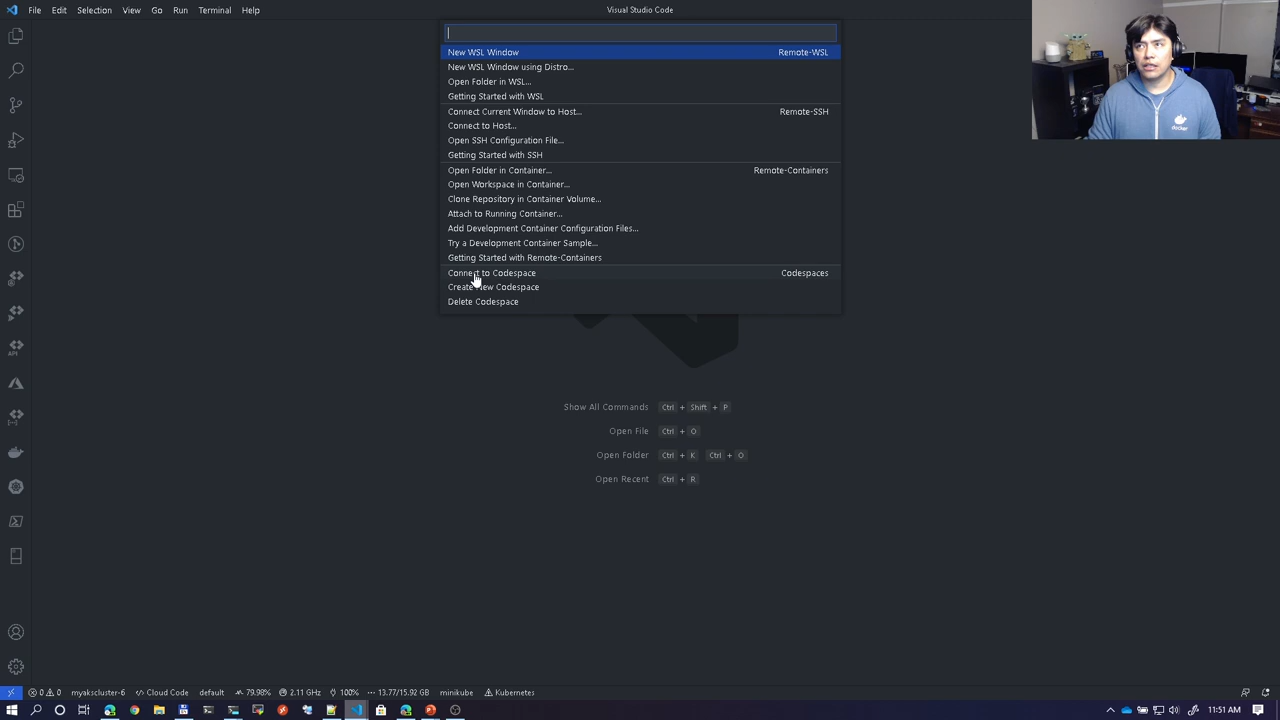 File Edit Selection View Go Run Terminal Help Visual Studio Code
New WSL Window Remote-WSL
New WSL Window using Distro...
Open Folder in WSL...
Getting Started with WSL
Connect Current Window to Host... Remote-SSH
Connect to Host...
Open SSH Configuration File...
Getting Started with SSH
Open Folder in Container... Remote-Containers
Open Workspace in Container...
Clone Repository in Container Volume...
Attach to Running Container...
Add Development Container Configuration Files...
Try a Development Container Sample...
Getting Started with Remote-Containers
Connect to Codespace Codespaces
Create New Codespace
Delete Codespace
Show All Commands Ctrl + Shift + P
Open File Ctrl + O
Open Folder Ctrl + K Ctrl + O
Open Recent Ctrl + R
API
docker
0 0 myakscluster-6 Cloud Code default 79.98% 2.11 GHz 100% 13.77/15.92 GB minikube Kubernetes
11:51 AM